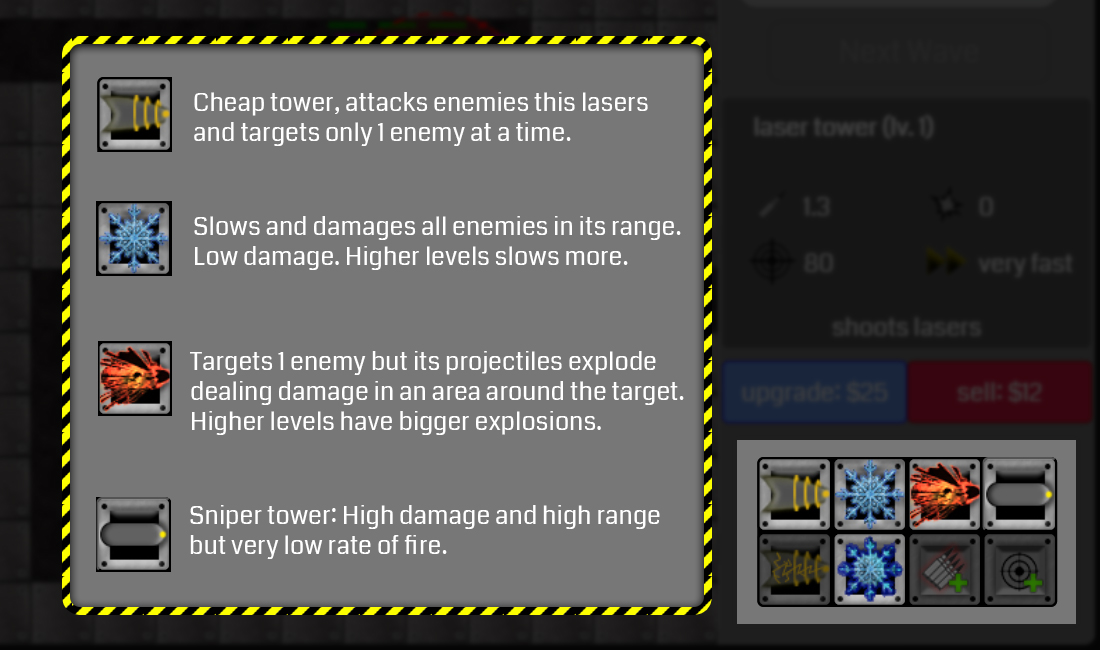 Next Wave
Cheap tower, attacks enemies this lasers
and targets only 1 enemy at a time.
Slows and damages all enemies in its range.
Low damage. Higher levels slows more.
Targets 1 enemy but its projectiles explode
dealing damage in an area around the target.
Higher levels have bigger explosions.
Sniper tower: High damage and high range
but very low rate of fire.
laser tower (lv. 1)
1.3
0
80
very fast
shoots lasers
upgrade: $25
sell: $12